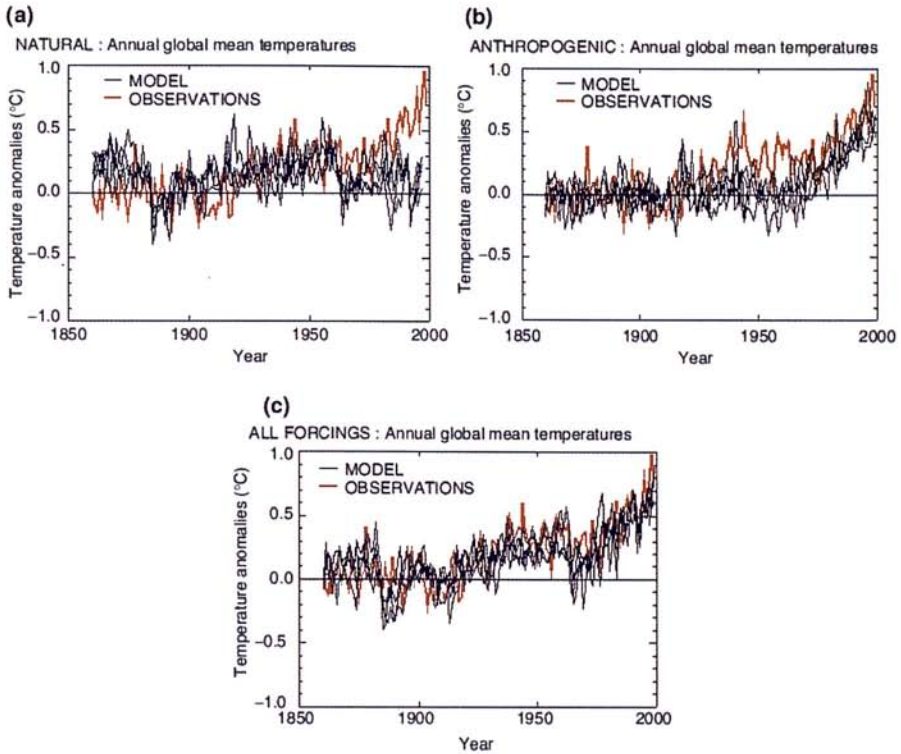 (a)
NATURAL : Annual global mean temperatures
Temperature anomalies (°C)
1.0
0.5
0.0
−0.5
−1.0
MODEL
OBSERVATIONS
1850
1900
1950
2000
Year
(b)
ANTHROPOGENIC : Annual global mean temperatures
Temperature anomalies (°C)
1.0
0.5
0.0
−0.5
−1.0
MODEL
OBSERVATIONS
1850
1900
1950
2000
Year
(c)
ALL FORCINGS : Annual global mean temperatures
Temperature anomalies (°C)
1.0
0.5
0.0
−0.5
−1.0
MODEL
OBSERVATIONS
1850
1900
1950
2000
Year